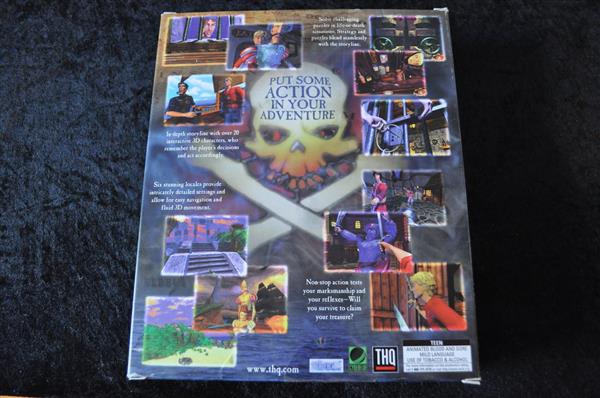 Solve challenging
puzzles in life-or-death
situations. Strategy and
puzzles blend seamlessly
with the storyline.
PUT SOME
ACTION
IN YOUR
ADVENTURE
In-depth storyline with over 20
interactive 3D characters, who
remember the player's decisions
and act accordingly.
Six stunning locales provide
intricately detailed settings and
allow for easy navigation and
fluid 3D movement.
Non-stop action tests
your marksmanship and
your reflexes—Will
you survive to claim
your treasure?
www.thq.com
THQ
TEEN
ANIMATED BLOOD AND GORE
MILD LANGUAGE
USE OF TOBACCO & ALCOHOL